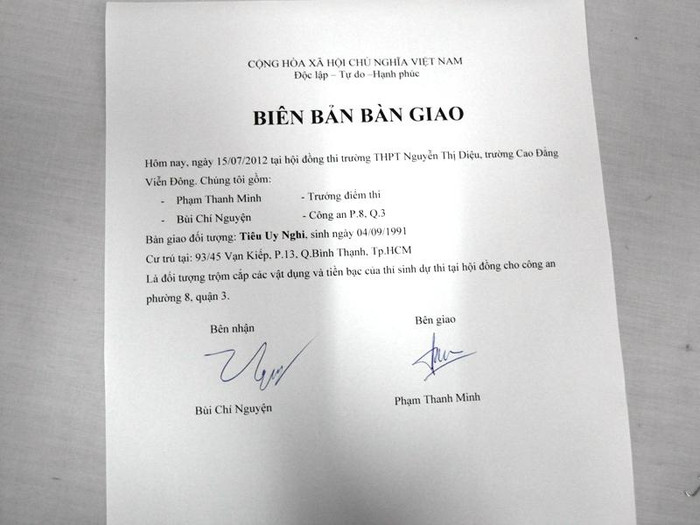 CỘNG HÒA XÃ HỘI CHỦ NGHĨA VIỆT NAM
Độc lập – Tự do –Hạnh phúc
BIÊN BẢN BÀN GIAO
Hôm nay, ngày 15/07/2012 tại hội đồng thi trường THPT Nguyễn Thị Diệu, trường Cao Đẳng
Viễn Đông. Chúng tôi gồm:
- Phạm Thanh Minh - Trưởng điểm thi
- Bùi Chí Nguyện - Công an P.8, Q.3
Bàn giao đối tượng: Tiêu Uy Nghi, sinh ngày 04/09/1991
Cư trú tại: 93/45 Vạn Kiếp, P.13, Q.Bình Thạnh, Tp.HCM
Là đối tượng trộm cắp các vật dụng và tiền bạc của thí sinh dự thi tại hội đồng cho công an
phường 8, quận 3.
Bên nhận Bên giao
Bùi Chí Nguyện Phạm Thanh Minh